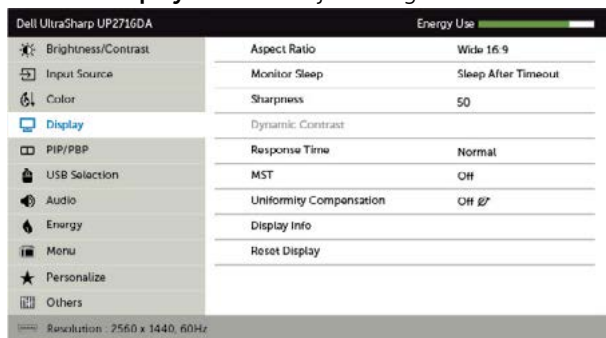 Dell UltraSharp UP2716DA Energy Use
Brightness/Contrast Aspect Ratio Wide 16:9
Input Source Monitor Sleep Sleep After Timeout
Color Sharpness 50
Display Dynamic Contrast
PIP/PBP Response Time Normal
USB Selection MST Off
Audio Uniformity Compensation Off
Energy Display Info
Menu Reset Display
Personalize
Others
Resolution : 2560 x 1440, 60Hz